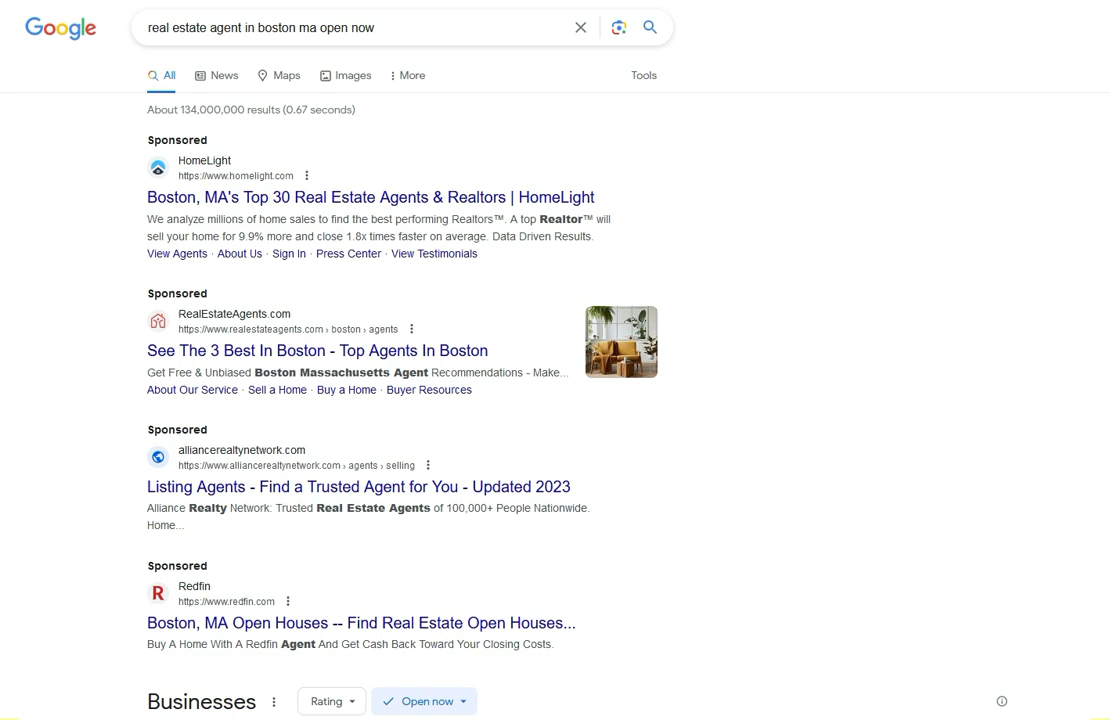 Google
real estate agent in boston ma open now
All News Maps Images More Tools
About 134,000,000 results (0.67 seconds)
Sponsored
HomeLight
https://www.homelight.com
Boston, MA's Top 30 Real Estate Agents & Realtors | HomeLight
We analyze millions of home sales to find the best performing Realtors™. A top Realtor™ will
sell your home for 9.9% more and close 1.8x times faster on average. Data Driven Results.
View Agents · About Us · Sign In · Press Center · View Testimonials
Sponsored
RealEstateAgents.com
https://www.realestateagents.com › boston › agents
See The 3 Best In Boston - Top Agents In Boston
Get Free & Unbiased Boston Massachusetts Agent Recommendations - Make...
About Our Service · Sell a Home · Buy a Home · Buyer Resources
Sponsored
alliancerealtynetwork.com
https://www.alliancerealtynetwork.com › agents › selling
Listing Agents - Find a Trusted Agent for You - Updated 2023
Alliance Realty Network: Trusted Real Estate Agents of 100,000+ People Nationwide.
Home...
Sponsored
R
Redfin
https://www.redfin.com
Boston, MA Open Houses -- Find Real Estate Open Houses...
Buy A Home With A Redfin Agent And Get Cash Back Toward Your Closing Costs.
Businesses Rating Open now